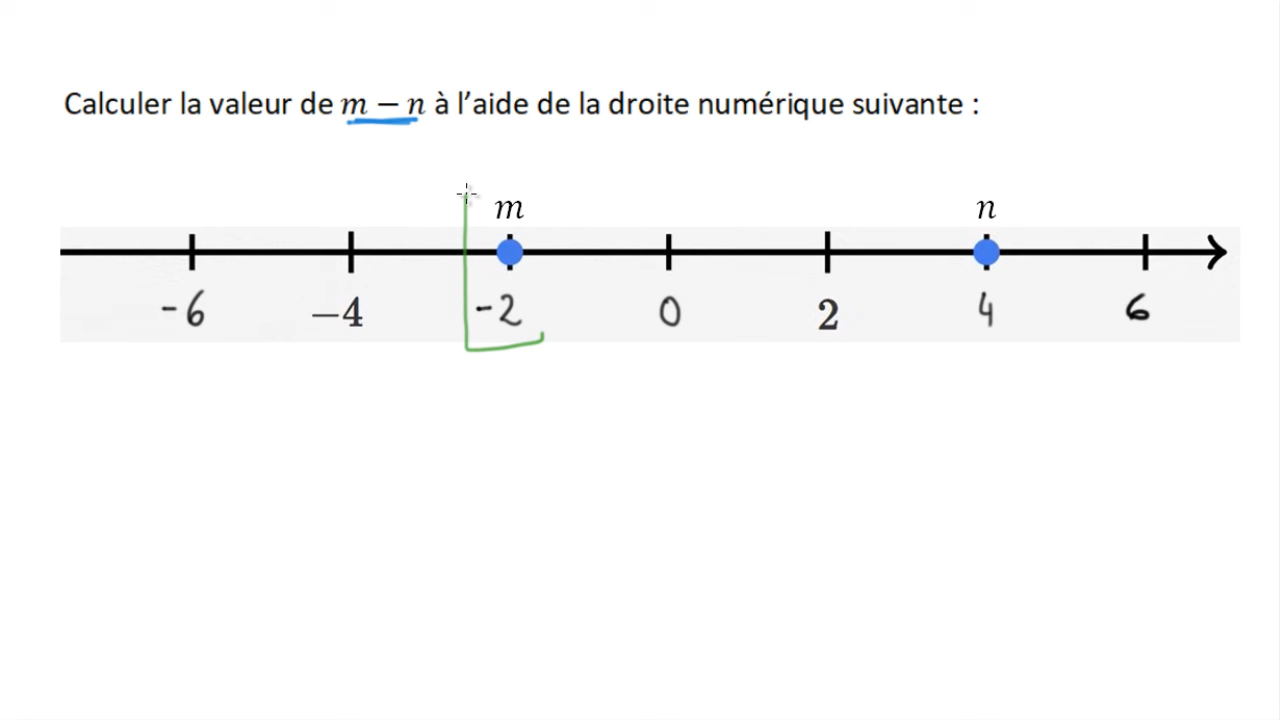 Calculer la valeur de m − n à l’aide de la droite numérique suivante :
m n
-6 −4 -2 0 2 4 6